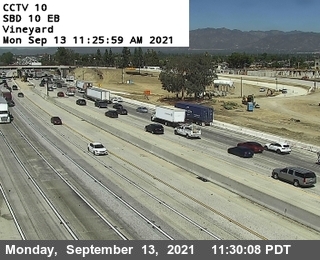 CCTV 10
SBD 10 EB
Vineyard
Mon Sep 13 11:25:59 AM 2021
Monday, September 13, 2021 11:30:08 PDT